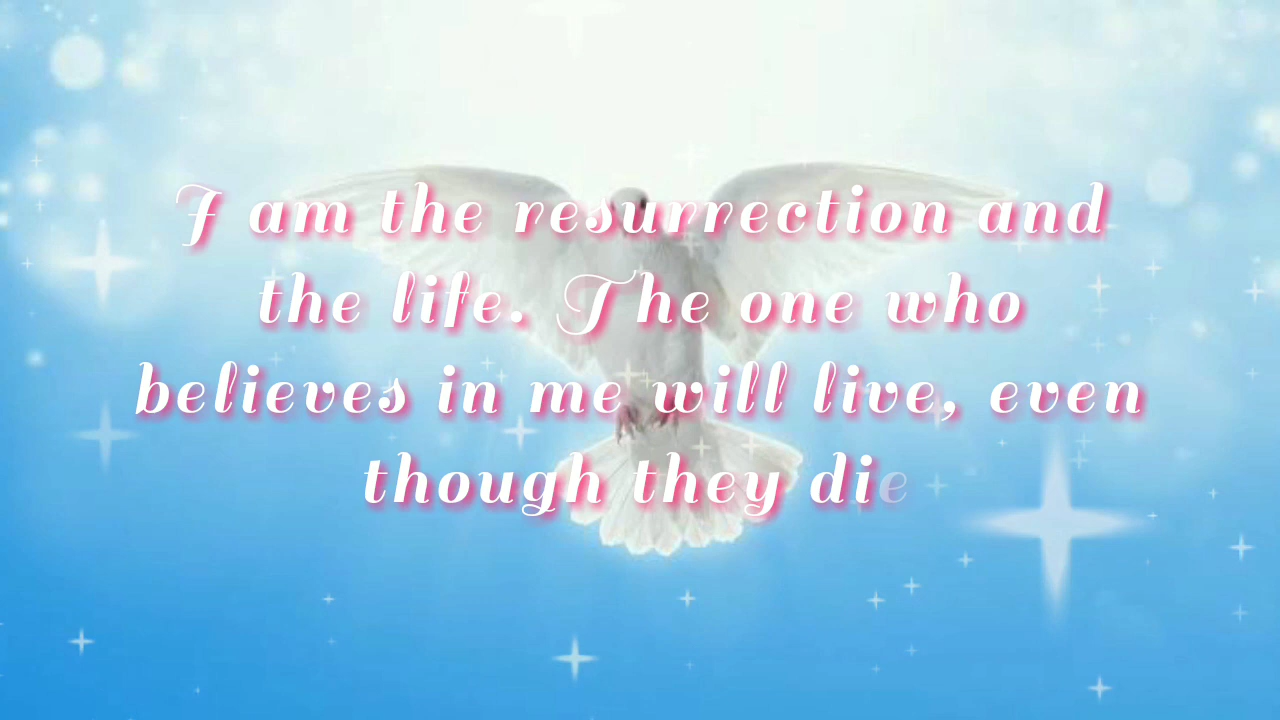 I am the resurrection and
the life. The one who
believes in me will live, even
though they die